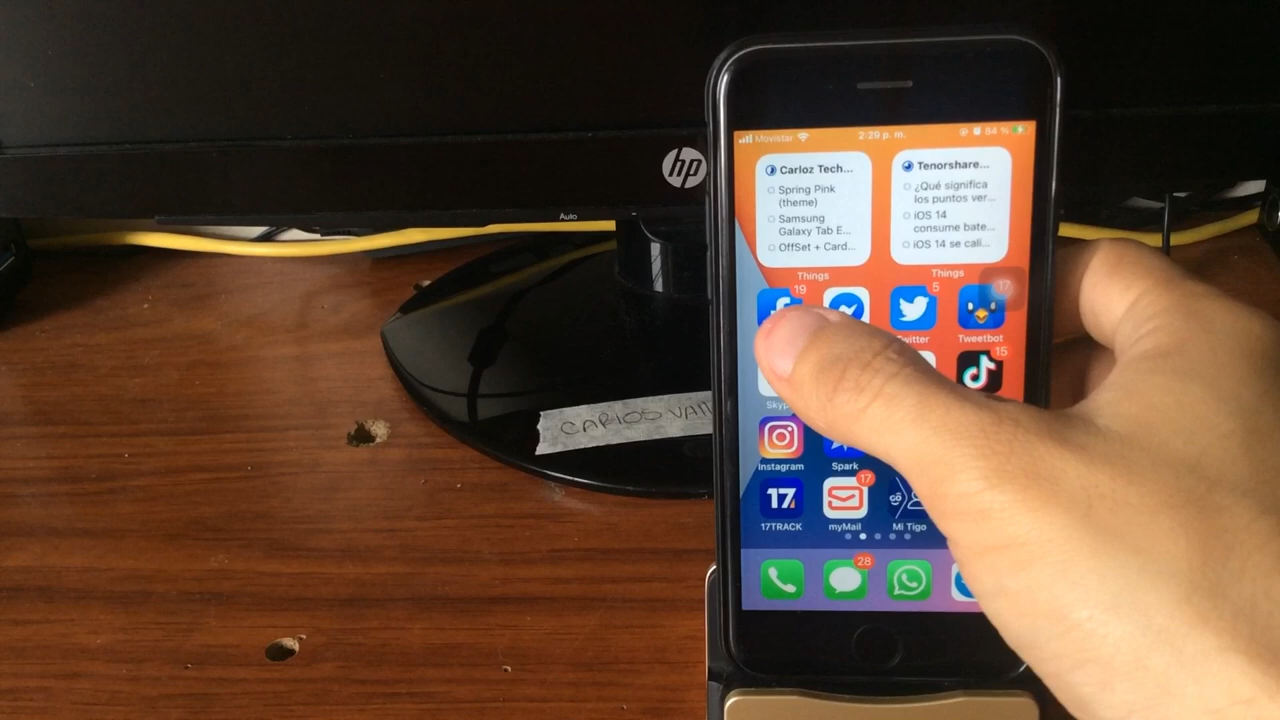 hp
Auto
CARLOS VALL
Movistar
2:29 p. m.
84 %
Carloz Tech...
Spring Pink
(theme)
Samsung
Galaxy Tab E...
OffSet + Card...
Things
Tenorshare...
¿Qué significa
los puntos ver...
iOS 14
consume bate...
iOS 14 se cali...
Things
19
5
17
Twitter
Tweetbot
15
Skyp
Instagram
Spark
17
17
17TRACK
myMail
Mi Tigo
28